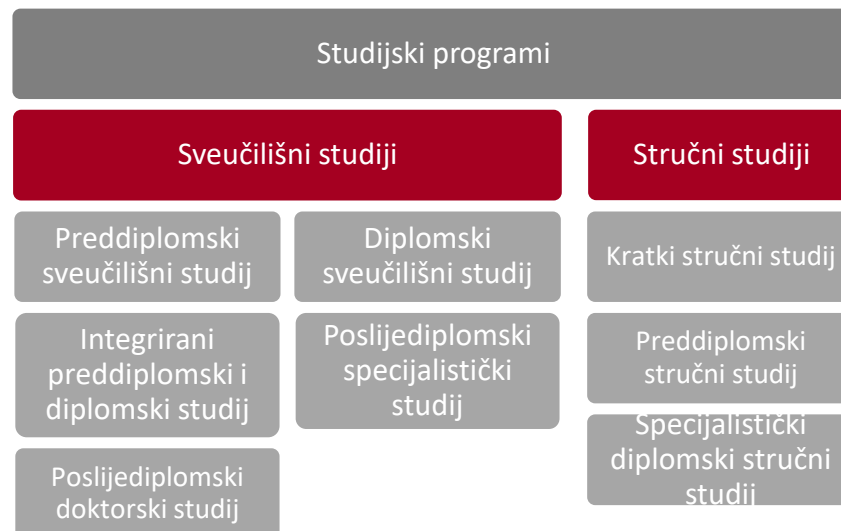 Studijski programi
Sveučilišni studiji
Stručni studiji
Preddiplomski
sveučilišni studij
Diplomski
sveučilišni studij
Kratki stručni studij
Integrirani
preddiplomski i
diplomski studij
Poslijediplomski
specijalistički
studij
Preddiplomski
stručni studij
Poslijediplomski
doktorski studij
Specijalistički
diplomski stručni
studij